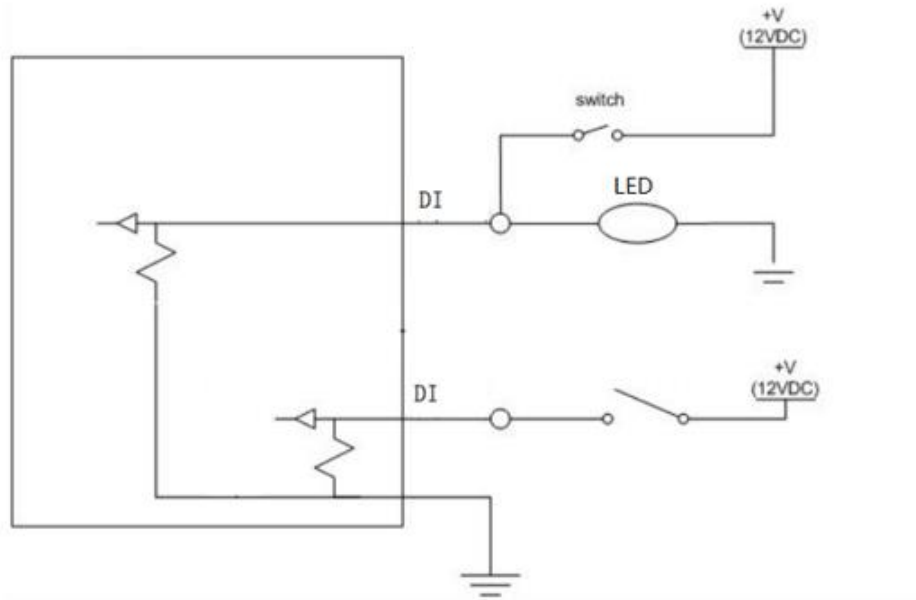 +V
(12VDC)
switch
LED
DI
DI
+V
(12VDC)